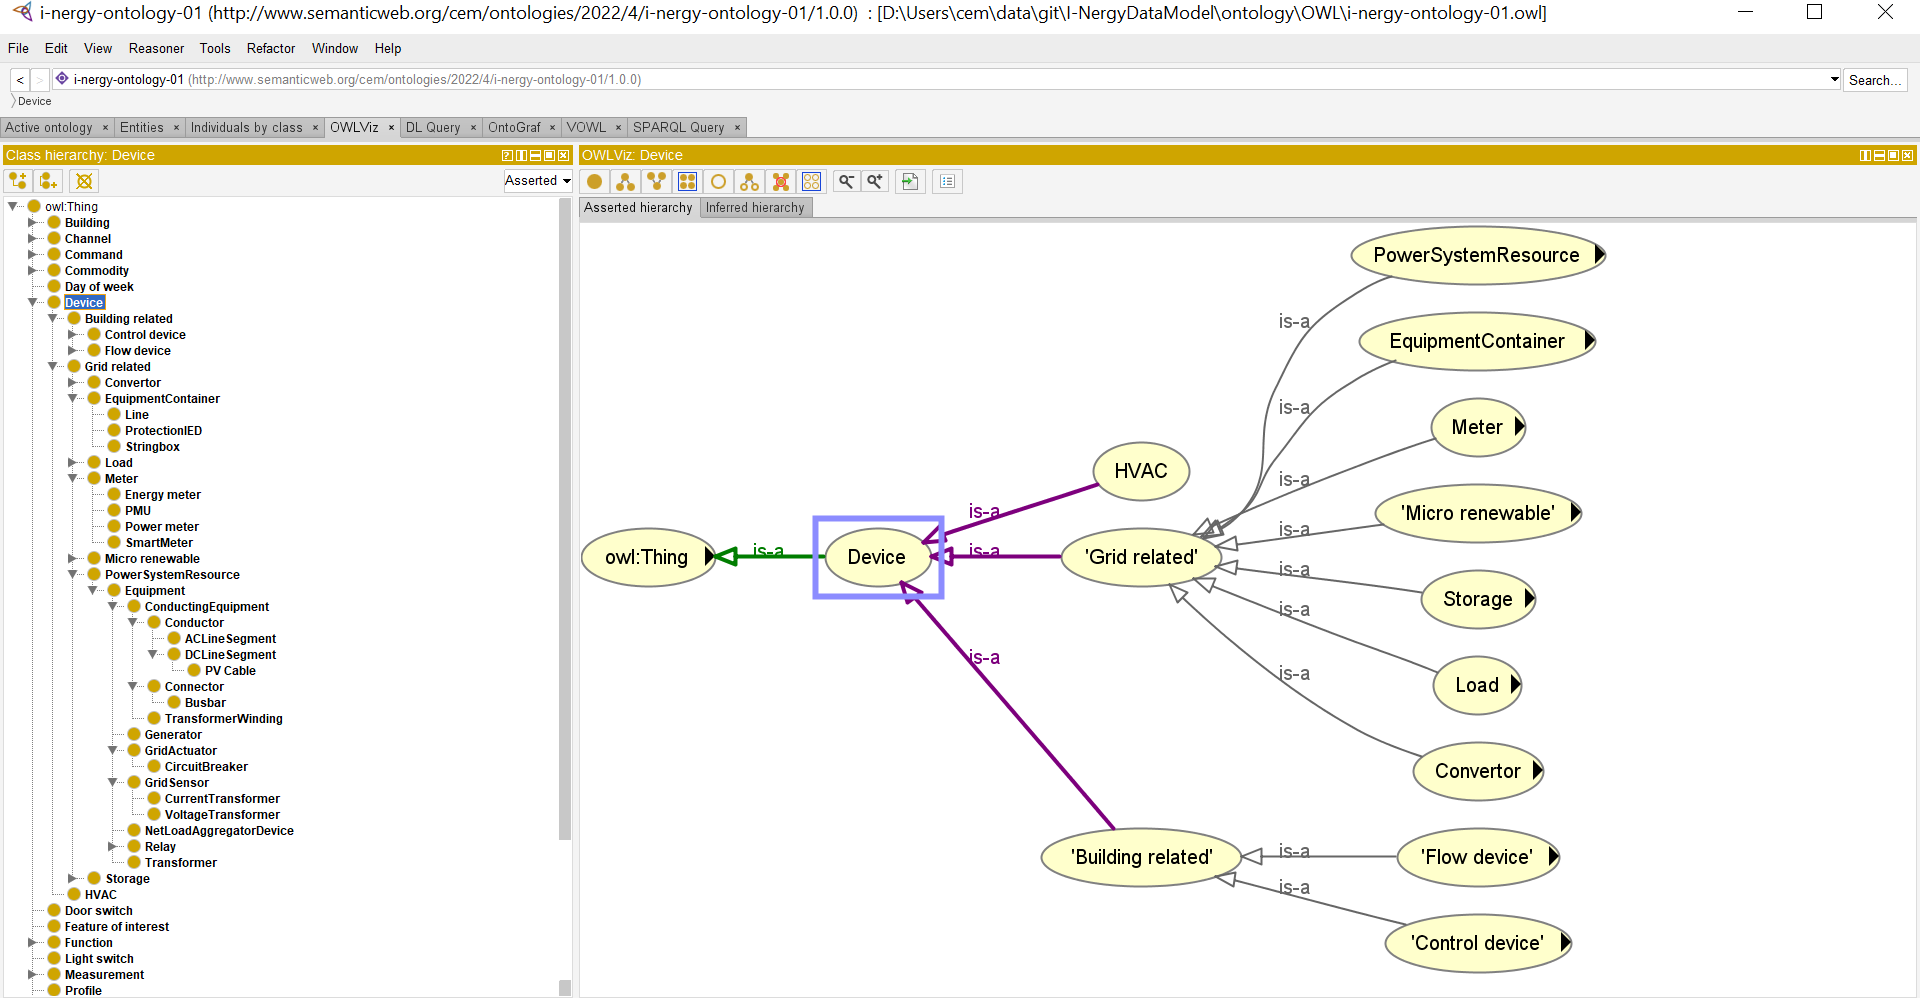 i-nergy-ontology-01 (http://www.semanticweb.org/cem/ontologies/2022/4/i-nergy-ontology-01/1.0.0)  : [D:\Users\cem\data\git\I-NergyDataModel\ontology\OWL\i-nergy-ontology-01.owl]
File Edit View Reasoner Tools Refactor Window Help
< > i-nergy-ontology-01 (http://www.semanticweb.org/cem/ontologies/2022/4/i-nergy-ontology-01/1.0.0) Search...
Device
Active ontology × Entities × Individuals by class × OWLViz × DL Query × OntoGraf × VOWL × SPARQL Query ×
Class hierarchy: Device
Asserted
owl:Thing
Building
Channel
Command
Commodity
Day of week
Device
Building related
Control device
Flow device
Grid related
Convertor
EquipmentContainer
Line
ProtectionIED
Stringbox
Load
Meter
Energy meter
PMU
Power meter
SmartMeter
Micro renewable
PowerSystemResource
Equipment
ConductingEquipment
Conductor
ACLineSegment
DCLineSegment
PV Cable
Connector
Busbar
TransformerWinding
Generator
GridActuator
CircuitBreaker
GridSensor
CurrentTransformer
VoltageTransformer
NetLoadAggregatorDevice
Relay
Transformer
Storage
HVAC
Door switch
Feature of interest
Function
Light switch
Measurement
Profile
OWLViz: Device
Asserted hierarchy Inferred hierarchy
PowerSystemResource
is-a
EquipmentContainer
is-a
Meter
HVAC
is-a
is-a
'Micro renewable'
is-a
owl:Thing
is-a
Device
is-a
'Grid related'
is-a
Storage
is-a
is-a
is-a
Load
Convertor
'Building related'
is-a
'Flow device'
is-a
'Control device'